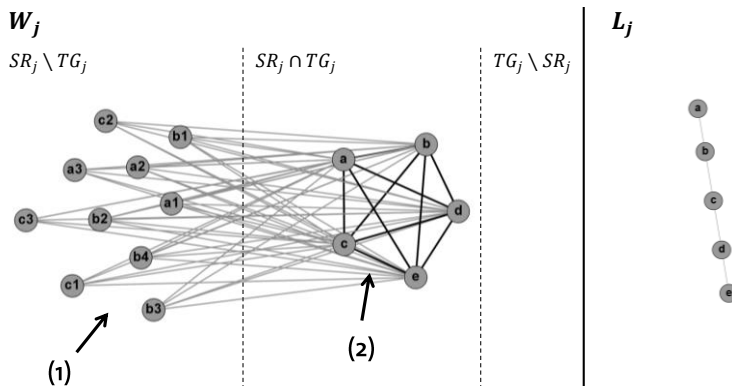 W_j
L_j
SR_j \ TG_j
SR_j ∩ TG_j
TG_j \ SR_j
a
c2
b1
b
b
a
a3
a2
a1
c
d
c3
b2
c
d
b4
e
c1
e
b3
(1)
(2)